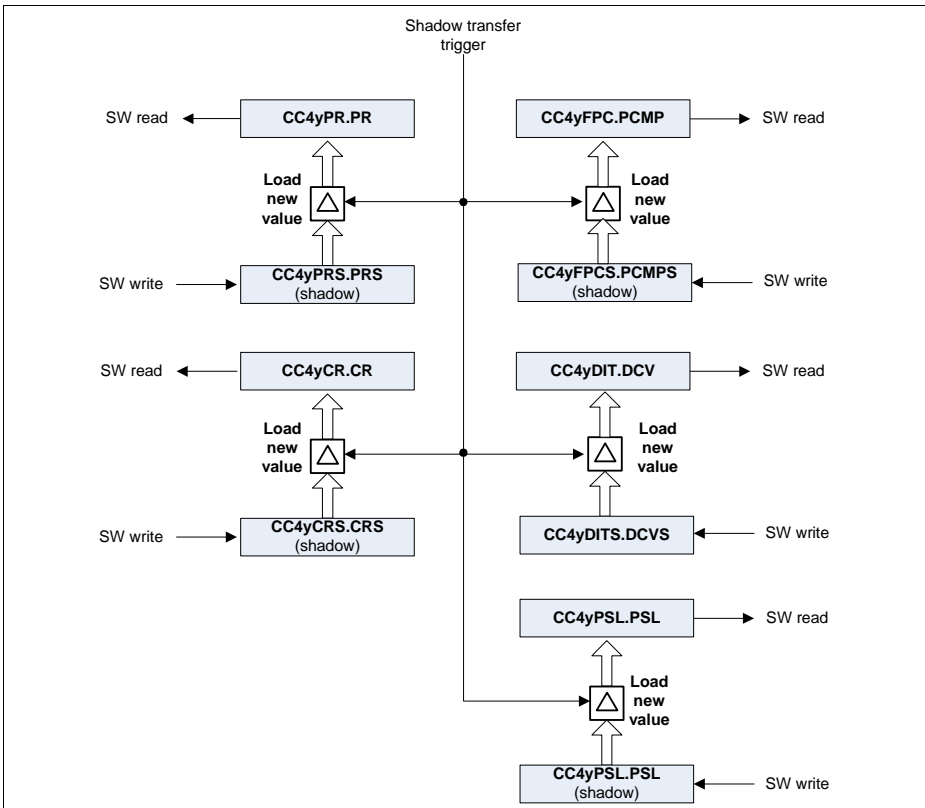 Shadow transfer
trigger
SW read
CC4yPR.PR
CC4yFPC.PCMP
SW read
Load
new
value
Load
new
value
SW write
CC4yPRS.PRS
(shadow)
CC4yFPCS.PCMPS
(shadow)
SW write
SW read
CC4yCR.CR
CC4yDIT.DCV
SW read
Load
new
value
Load
new
value
SW write
CC4yCRS.CRS
(shadow)
CC4yDITS.DCVS
SW write
CC4yPSL.PSL
SW read
Load
new
value
CC4yPSL.PSL
(shadow)
SW write